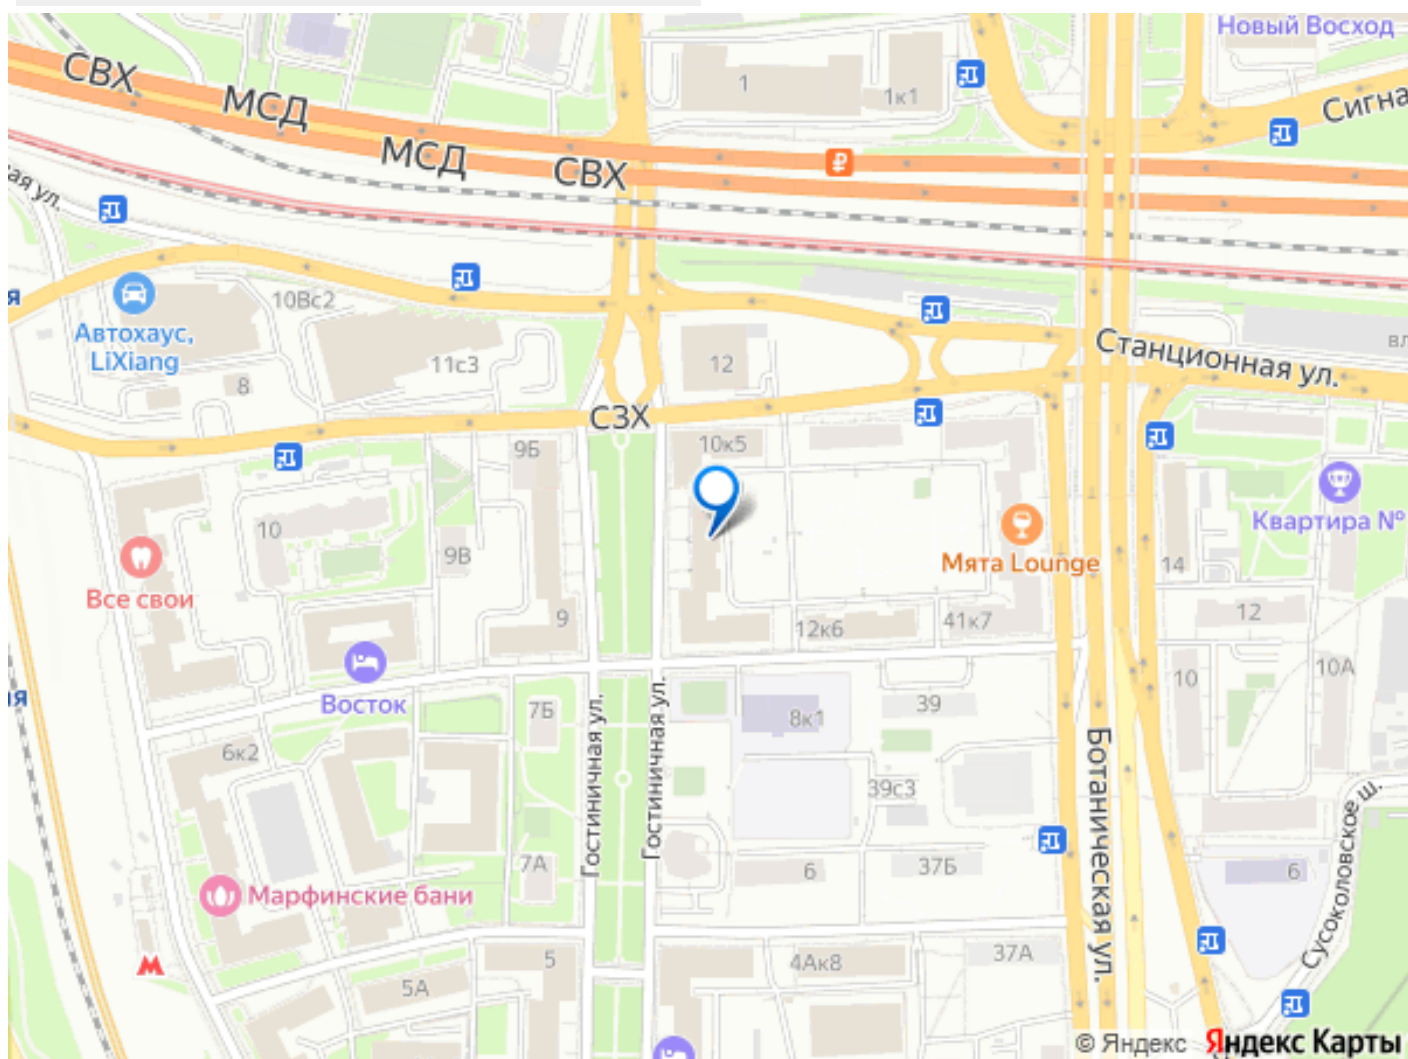 Новый Восход
СВХ
МСД
1
1к1
Сигна
МСД
СВХ
ая ул.
я
10Вс2
Автохаус,
LiXiang
11с3
12
Станционная ул.
вл
8
СЗХ
9Б
10к5
Квартира №
10
9В
Мята Lounge
14
Все свои
9
12к6
41к7
12
Восток
10А
10
ая
7Б
Гостиничная ул.
Гостиничная ул.
8к1
39
6к2
Ботаническая ул.
39с3
Сусоколовское ш.
7А
6
37Б
6
Марфинские бани
5
4Ак8
37А
5А
© Яндекс Яндекс Карты